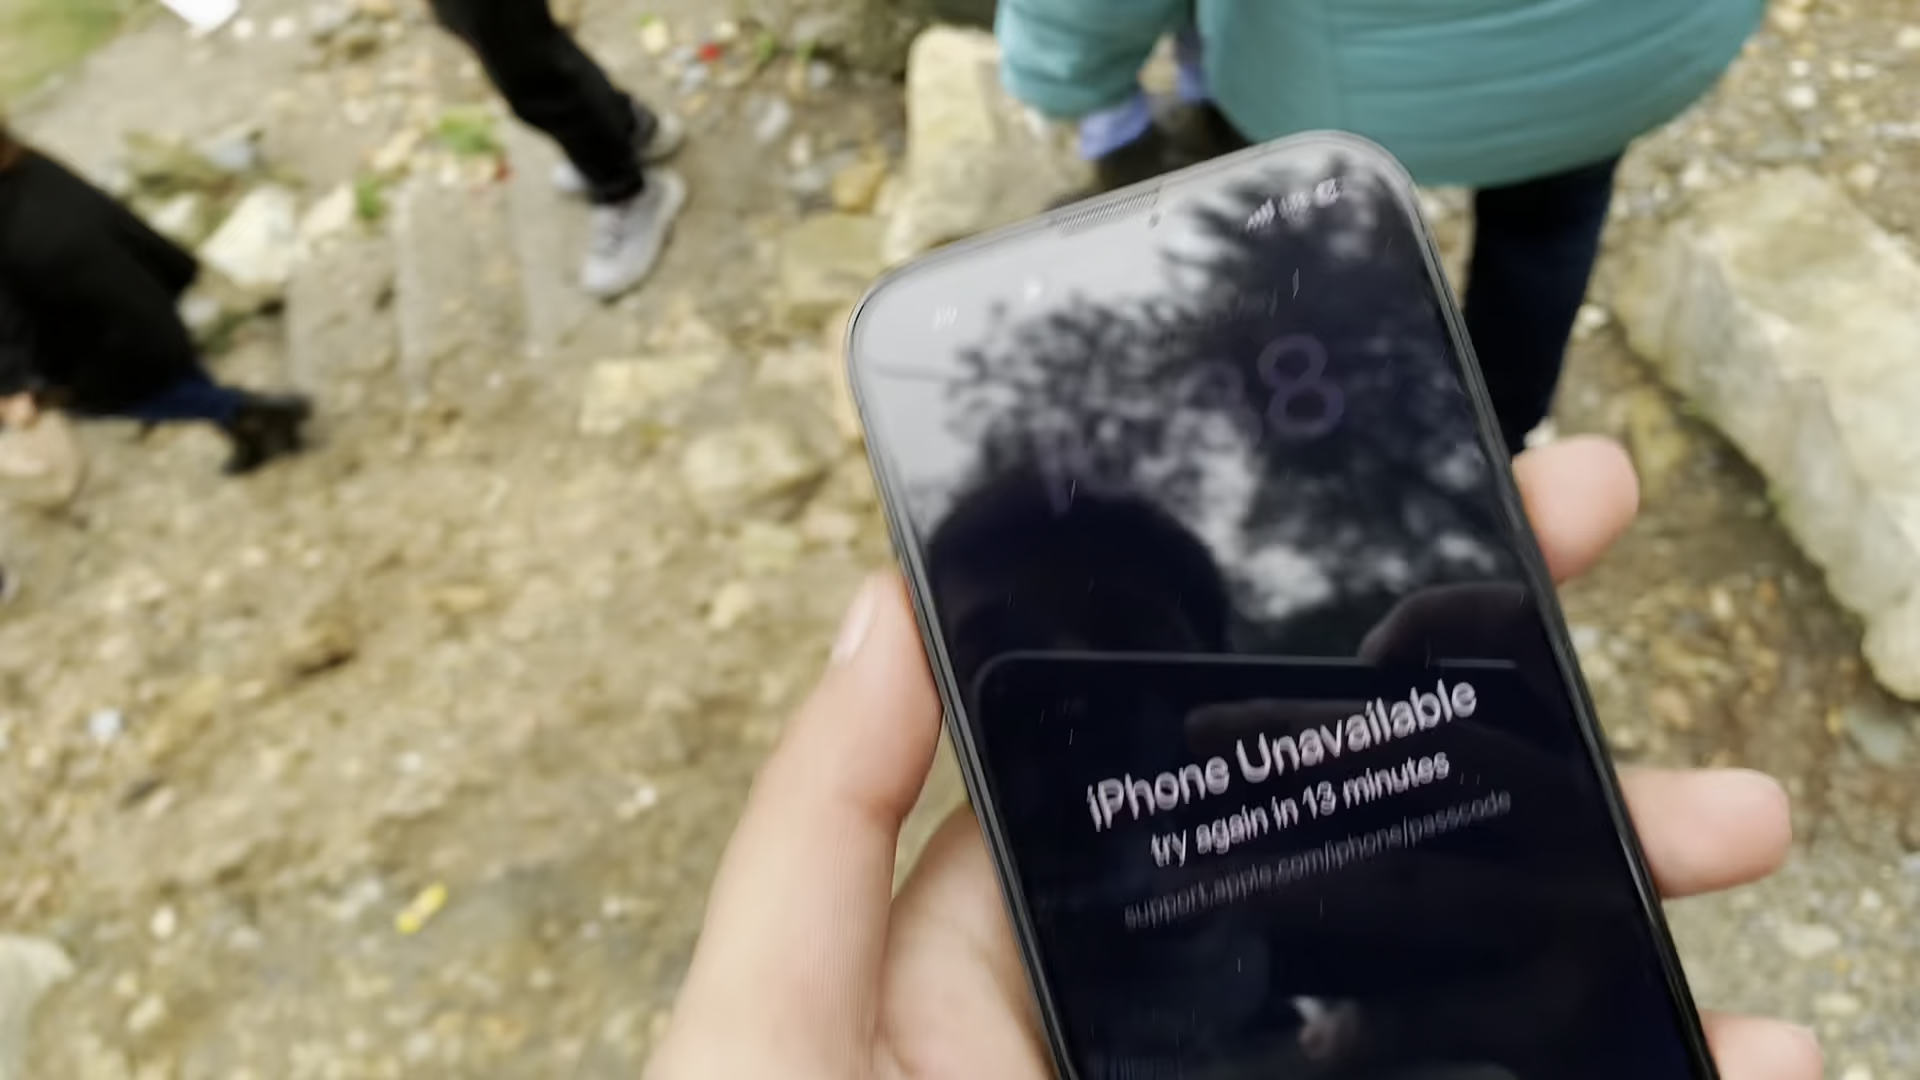 iPhone Unavailable
try again in 13 minutes
support.apple.com/iphone/passcode